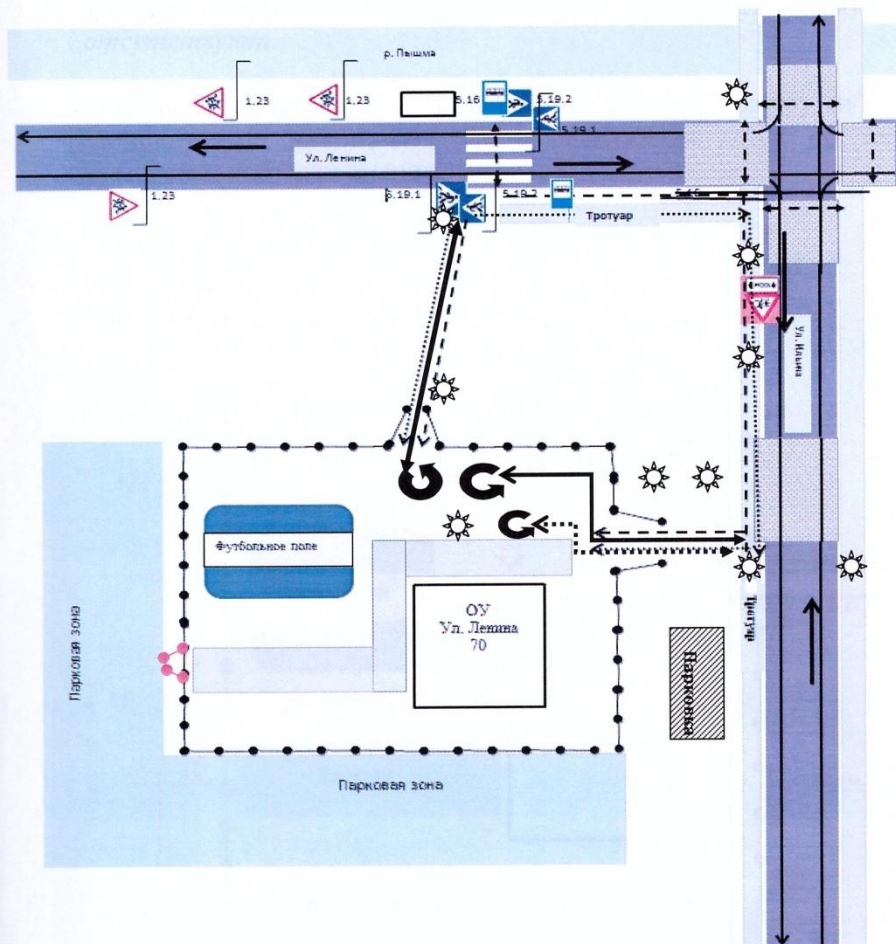 р. Пышма
1.23
1.23
5.16
5.19.2
5.19.1
Ул. Ленина
1.23
5.19.1
5.19.2
5.16
Тротуар
Ул. Ильина
Футбольное поле
ОУ
Ул. Ленина
70
Тротуар
Парковка
Парковая зона
Парковая зона